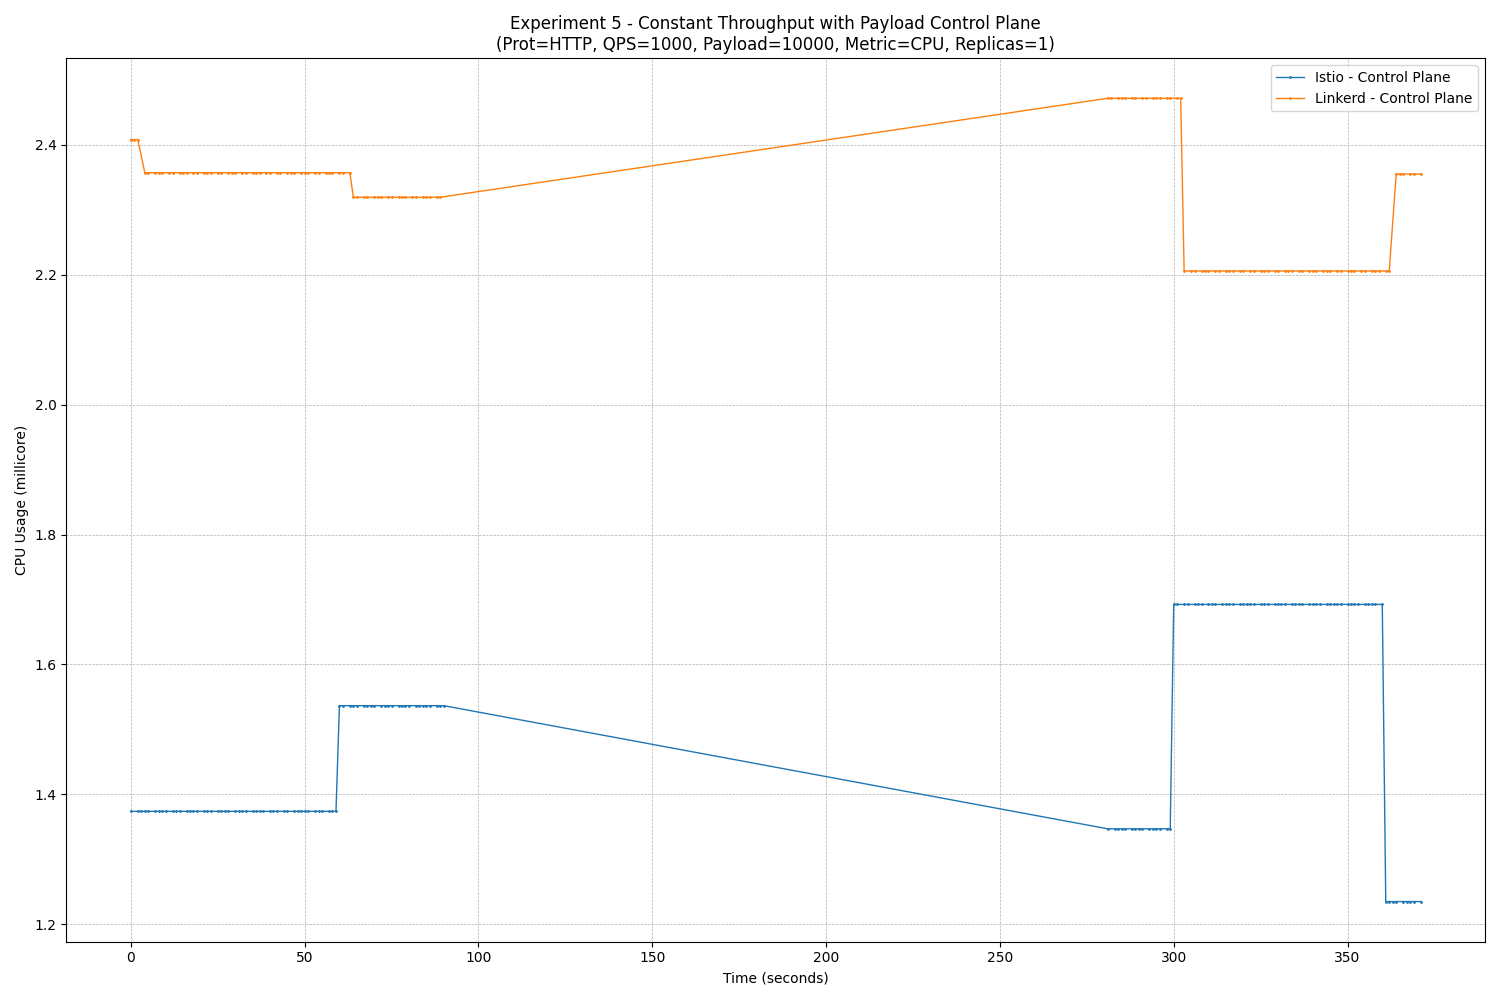 Experiment 5 - Constant Throughput with Payload Control Plane
(Prot=HTTP, QPS=1000, Payload=10000, Metric=CPU, Replicas=1)
Istio - Control Plane
Linkerd - Control Plane
CPU Usage (millicore)
2.4
2.2
2.0
1.8
1.6
1.4
1.2
0 50 100 150 200 250 300 350
Time (seconds)